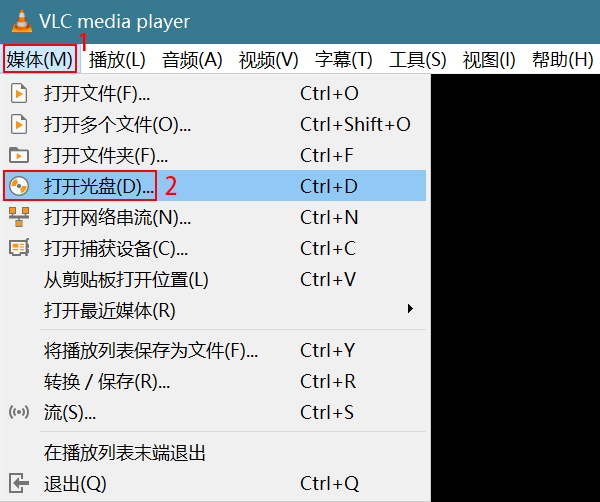 VLC media player
1
媒体(M) 播放(L) 音频(A) 视频(V) 字幕(T) 工具(S) 视图(I) 帮助(H)
打开文件(F)... Ctrl+O
打开多个文件(O)... Ctrl+Shift+O
打开文件夹(F)... Ctrl+F
打开光盘(D)... 2 Ctrl+D
打开网络串流(N)... Ctrl+N
打开捕获设备(C)... Ctrl+C
从剪贴板打开位置(L) Ctrl+V
打开最近媒体(R)
将播放列表保存为文件(F)... Ctrl+Y
转换 / 保存(R)... Ctrl+R
流(S)... Ctrl+S
在播放列表末端退出
退出(Q) Ctrl+Q